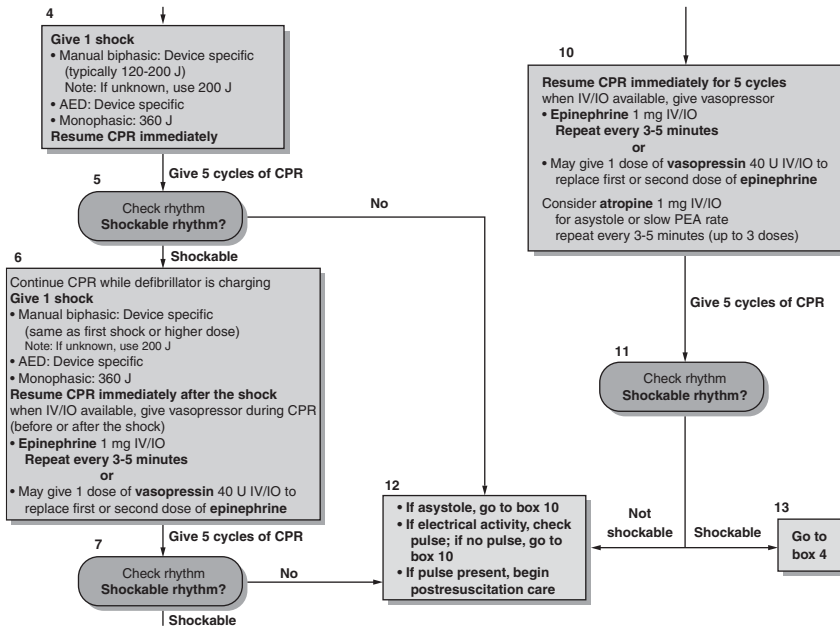 4
Give 1 shock
• Manual biphasic: Device specific
(typically 120-200 J)
Note: If unknown, use 200 J
• AED: Device specific
• Monophasic: 360 J
Resume CPR immediately
Give 5 cycles of CPR
5
Check rhythm
Shockable rhythm?
No
Shockable
6
Continue CPR while defibrillator is charging
Give 1 shock
• Manual biphasic: Device specific
(same as first shock or higher dose)
Note: If unknown, use 200 J
• AED: Device specific
• Monophasic: 360 J
Resume CPR immediately after the shock
when IV/IO available, give vasopressor during CPR
(before or after the shock)
• Epinephrine 1 mg IV/IO
Repeat every 3-5 minutes
or
• May give 1 dose of vasopressin 40 U IV/IO to
replace first or second dose of epinephrine
Give 5 cycles of CPR
7
Check rhythm
Shockable rhythm?
No
Shockable
10
Resume CPR immediately for 5 cycles
when IV/IO available, give vasopressor
• Epinephrine 1 mg IV/IO
Repeat every 3-5 minutes
or
• May give 1 dose of vasopressin 40 U IV/IO to
replace first or second dose of epinephrine
Consider atropine 1 mg IV/IO
for asystole or slow PEA rate
repeat every 3-5 minutes (up to 3 doses)
Give 5 cycles of CPR
11
Check rhythm
Shockable rhythm?
12
• If asystole, go to box 10
• If electrical activity, check
pulse; if no pulse, go to
box 10
• If pulse present, begin
postresuscitation care
Not
shockable
Shockable
13
Go to
box 4